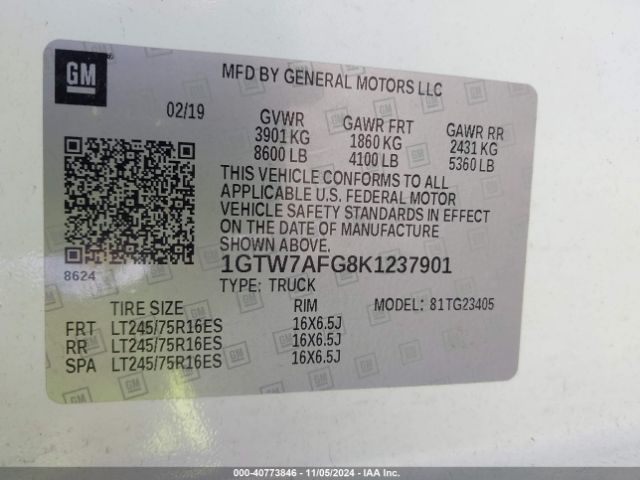 GM
MFD BY GENERAL MOTORS LLC
02/19
GVWR GAWR FRT GAWR RR
3901 KG 1860 KG 2431 KG
8600 LB 4100 LB 5360 LB
THIS VEHICLE CONFORMS TO ALL
APPLICABLE U.S. FEDERAL MOTOR
VEHICLE SAFETY STANDARDS IN EFFECT
ON THE DATE OF MANUFACTURE
SHOWN ABOVE.
8624
1GTW7AFG8K1237901
TYPE: TRUCK
TIRE SIZE RIM MODEL: 81TG23405
FRT LT245/75R16ES 16X6.5J
RR LT245/75R16ES 16X6.5J
SPA LT245/75R16ES 16X6.5J
000-40773846 - 11/05/2024 - IAA Inc.